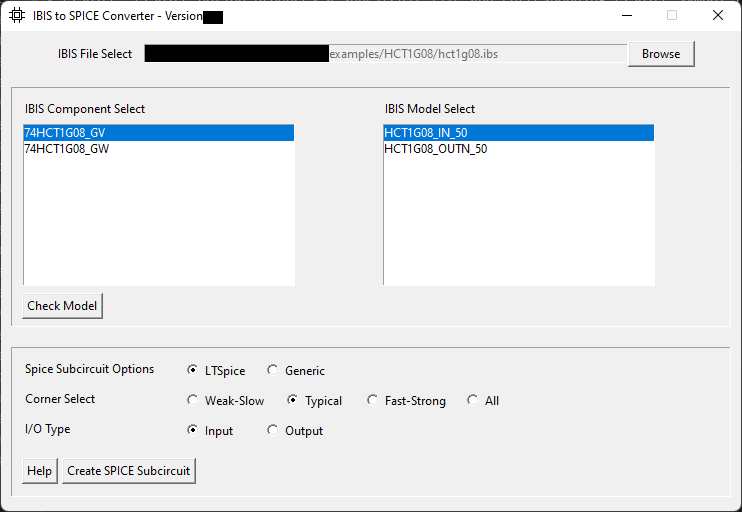 IBIS to SPICE Converter - Version
IBIS File Select examples/HCT1G08/hct1g08.ibs Browse
IBIS Component Select IBIS Model Select
74HCT1G08_GV HCT1G08_IN_50
74HCT1G08_GW HCT1G08_OUTN_50
Check Model
Spice Subcircuit Options LTSpice Generic
Corner Select Weak-Slow Typical Fast-Strong All
I/O Type Input Output
Help Create SPICE Subcircuit